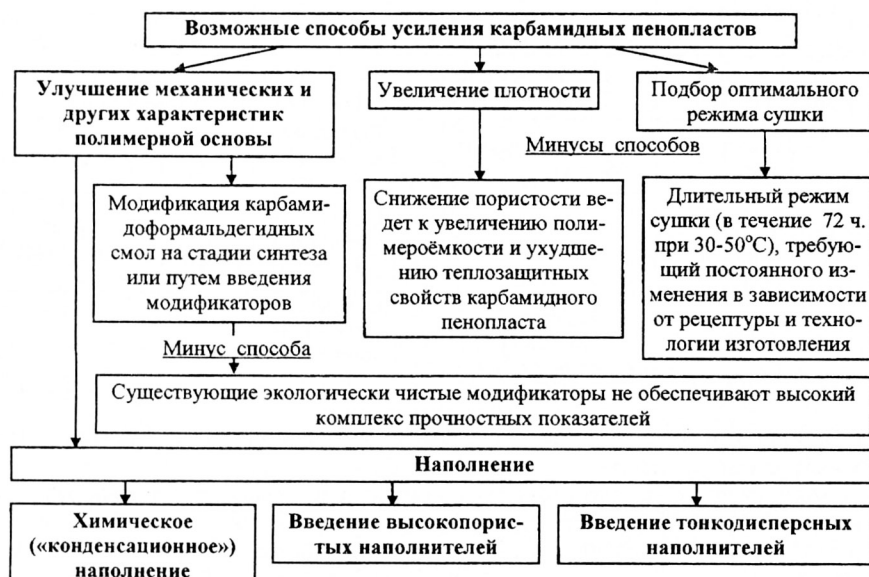 Возможные способы усиления карбамидных пенопластов
Улучшение механических и
других характеристик
полимерной основы
Увеличение плотности
Подбор оптимального
режима сушки
Минусы способов
Модификация карбами-
доформальдегидных
смол на стадии синтеза
или путем введения
модификаторов
Снижение пористости ве-
дет к увеличению поли-
мероёмкости и ухудше-
нию теплозащитных
свойств карбамидного
пенопласта
Длительный режим
сушки (в течение 72 ч.
при 30-50°С), требую-
щий постоянного из-
менения в зависимости
от рецептуры и техно-
логии изготовления
Минус способа
Существующие экологически чистые модификаторы не обеспечивают высокий
комплекс прочностных показателей
Наполнение
Химическое
(«конденсационное»)
наполнение
Введение высокопорис-
тых наполнителей
Введение тонкодисперсных
наполнителей